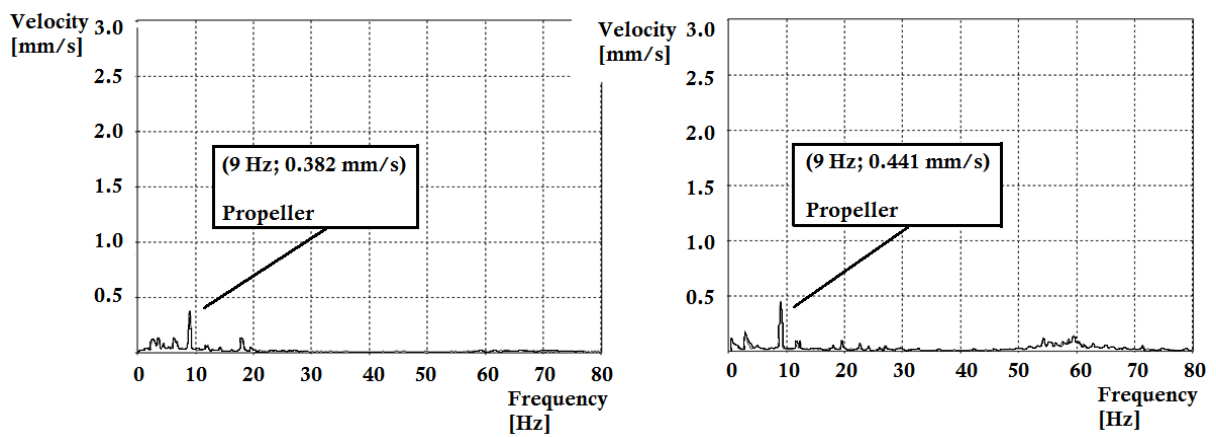 Velocity
[mm/s]
3.0
2.5
2.0
1.5
1.0
0.5
(9 Hz; 0.382 mm/s)
Propeller
0 10 20 30 40 50 60 70 80
Frequency
[Hz]
Velocity
[mm/s]
3.0
2.5
2.0
1.5
1.0
0.5
(9 Hz; 0.441 mm/s)
Propeller
0 10 20 30 40 50 60 70 80
Frequency
[Hz]